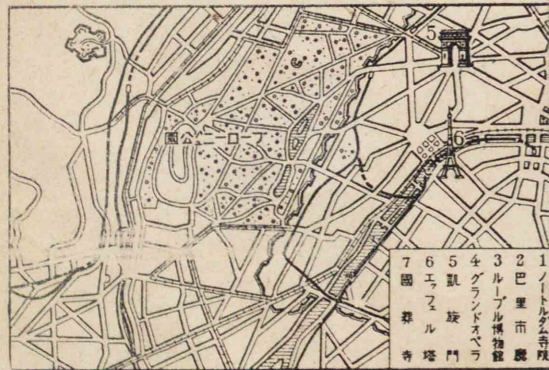 5
6
ブローニュ公園
1 ノートルダム寺院
2 巴里市廳
3 ルーブル博物館
4 グランドオペラ
5 凱旋門
6 エッフェル塔
7 國葬寺